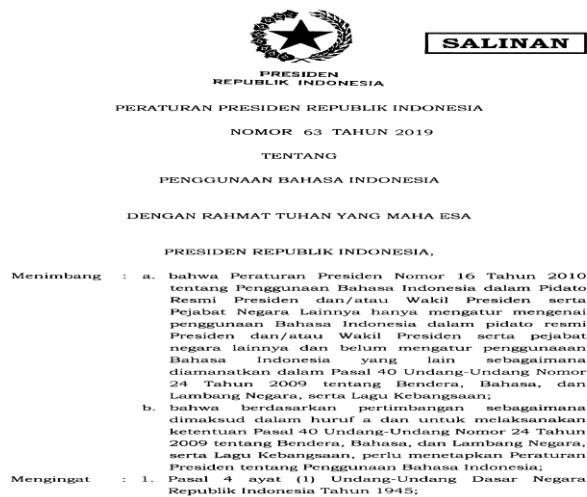 SALINAN
PRESIDEN
REPUBLIK INDONESIA
PERATURAN PRESIDEN REPUBLIK INDONESIA
NOMOR 63 TAHUN 2019
TENTANG
PENGGUNAAN BAHASA INDONESIA
DENGAN RAHMAT TUHAN YANG MAHA ESA
PRESIDEN REPUBLIK INDONESIA,
Menimbang : a. bahwa Peraturan Presiden Nomor 16 Tahun 2010
tentang Penggunaan Bahasa Indonesia dalam Pidato
Resmi Presiden dan/atau Wakil Presiden serta
Pejabat Negara Lainnya hanya mengatur mengenai
penggunaan Bahasa Indonesia dalam pidato resmi
Presiden dan/atau Wakil Presiden serta pejabat
negara lainnya dan belum mengatur penggunaaan
Bahasa Indonesia yang lain sebagaimana
diamanatkan dalam Pasal 40 Undang-Undang Nomor
24 Tahun 2009 tentang Bendera, Bahasa, dan
Lambang Negara, serta Lagu Kebangsaan;
b. bahwa berdasarkan pertimbangan sebagaimana
dimaksud dalam huruf a dan untuk melaksanakan
ketentuan Pasal 40 Undang-Undang Nomor 24 Tahun
2009 tentang Bendera, Bahasa, dan Lambang Negara,
serta Lagu Kebangsaan, perlu menetapkan Peraturan
Presiden tentang Penggunaan Bahasa Indonesia;
Mengingat : 1. Pasal 4 ayat (1) Undang-Undang Dasar Negara
Republik Indonesia Tahun 1945;